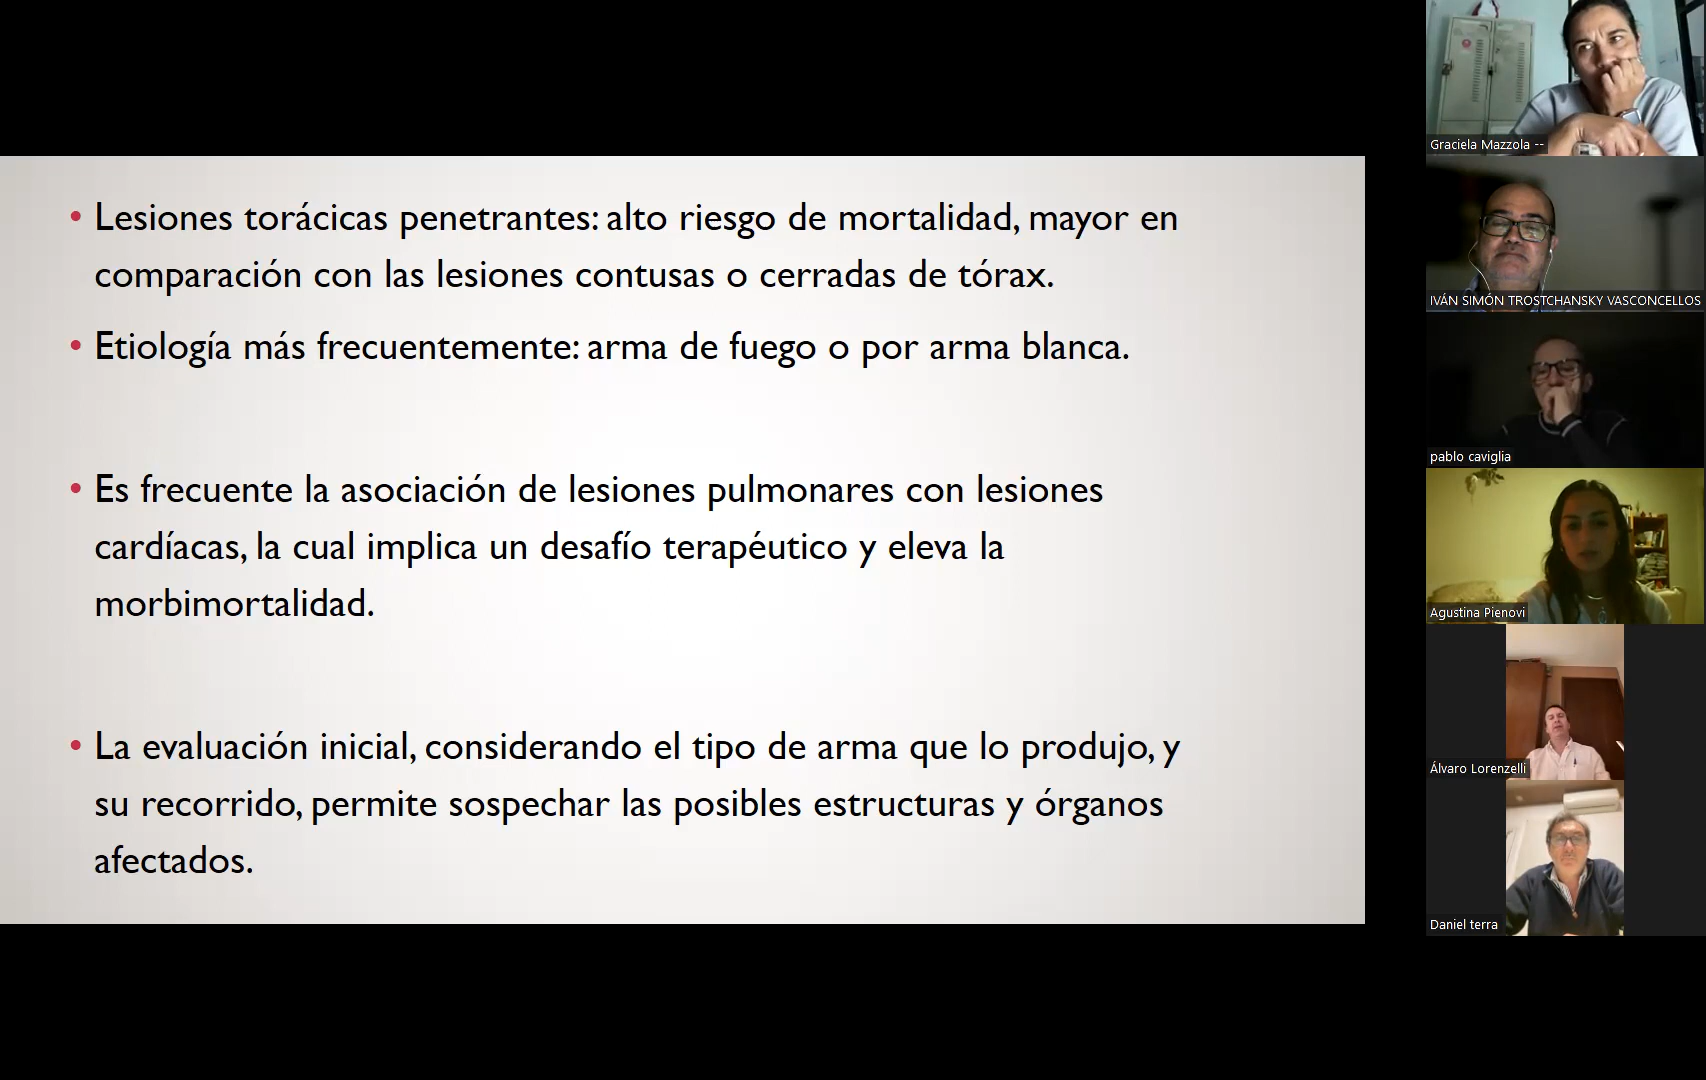 • Lesiones torácicas penetrantes: alto riesgo de mortalidad, mayor en
comparación con las lesiones contusas o cerradas de tórax.
• Etiología más frecuentemente: arma de fuego o por arma blanca.
• Es frecuente la asociación de lesiones pulmonares con lesiones
cardíacas, la cual implica un desafío terapéutico y eleva la
morbimortalidad.
• La evaluación inicial, considerando el tipo de arma que lo produjo, y
su recorrido, permite sospechar las posibles estructuras y órganos
afectados.
Graciela Mazzola --
IVÁN SIMÓN TROSTCHANSKY VASCONCELLOS
pablo caviglia
Agustina Pienovi
Álvaro Lorenzelli
Daniel terra